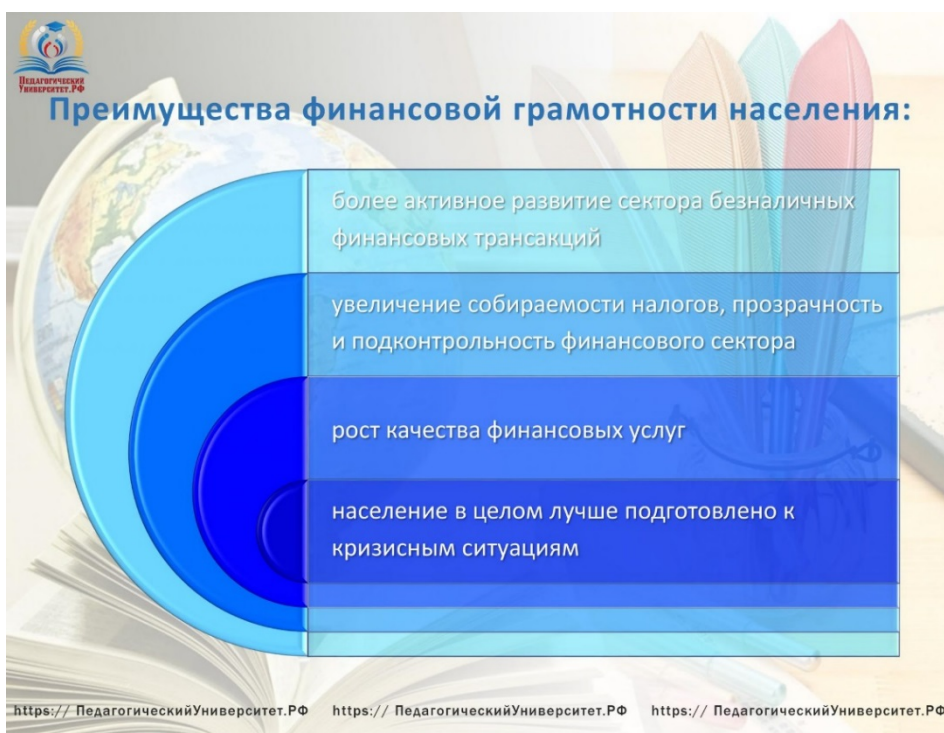 Педагогический
Университет.РФ
Преимущества финансовой грамотности населения:
более активное развитие сектора безналичных
финансовых трансакций
увеличение собираемости налогов, прозрачность
и подконтрольность финансового сектора
рост качества финансовых услуг
население в целом лучше подготовлено к
кризисным ситуациям
https:// ПедагогическийУниверситет.РФ https:// ПедагогическийУниверситет.РФ https:// ПедагогическийУниверситет.РФ